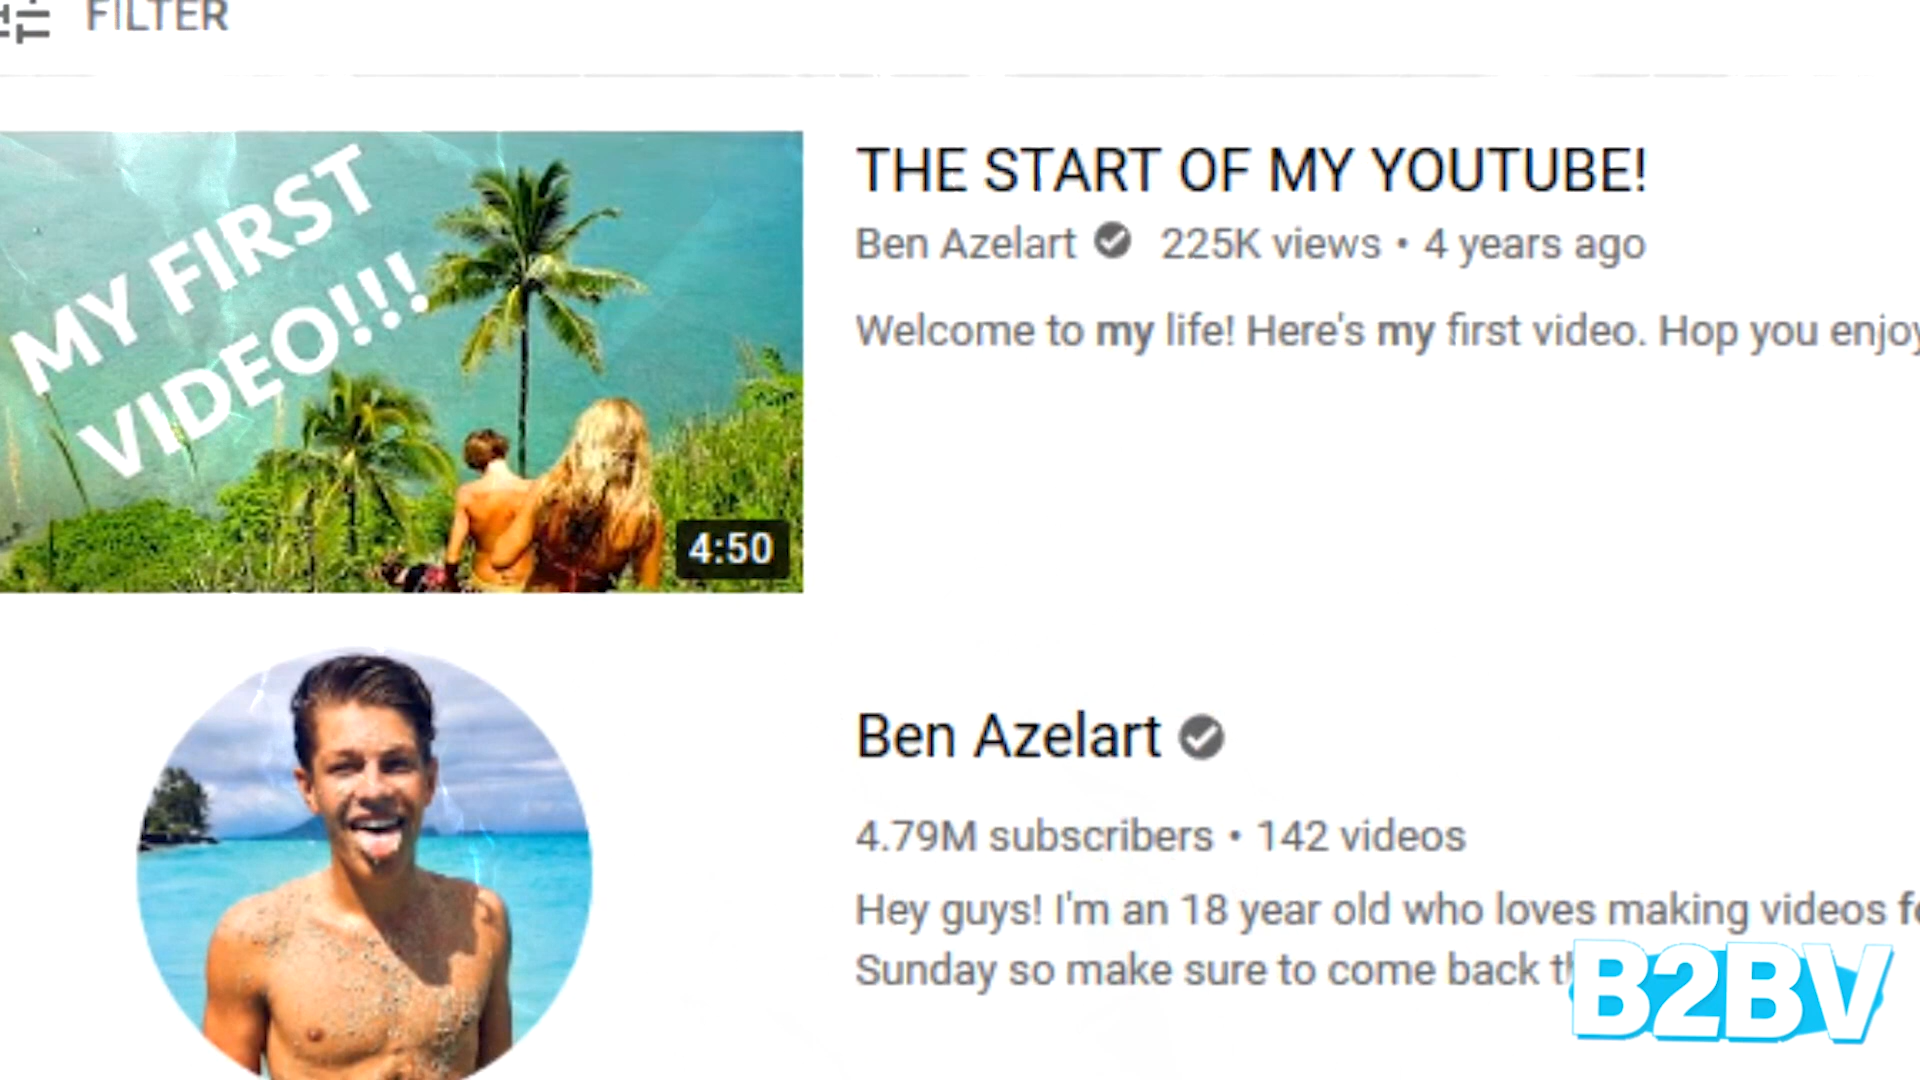 FILTER
MY FIRST
VIDEO!!!
4:50
THE START OF MY YOUTUBE!
Ben Azelart 225K views • 4 years ago
Welcome to my life! Here's my first video. Hop you enjoy
Ben Azelart
4.79M subscribers • 142 videos
Hey guys! I'm an 18 year old who loves making videos
Sunday so make sure to come back
B2BV